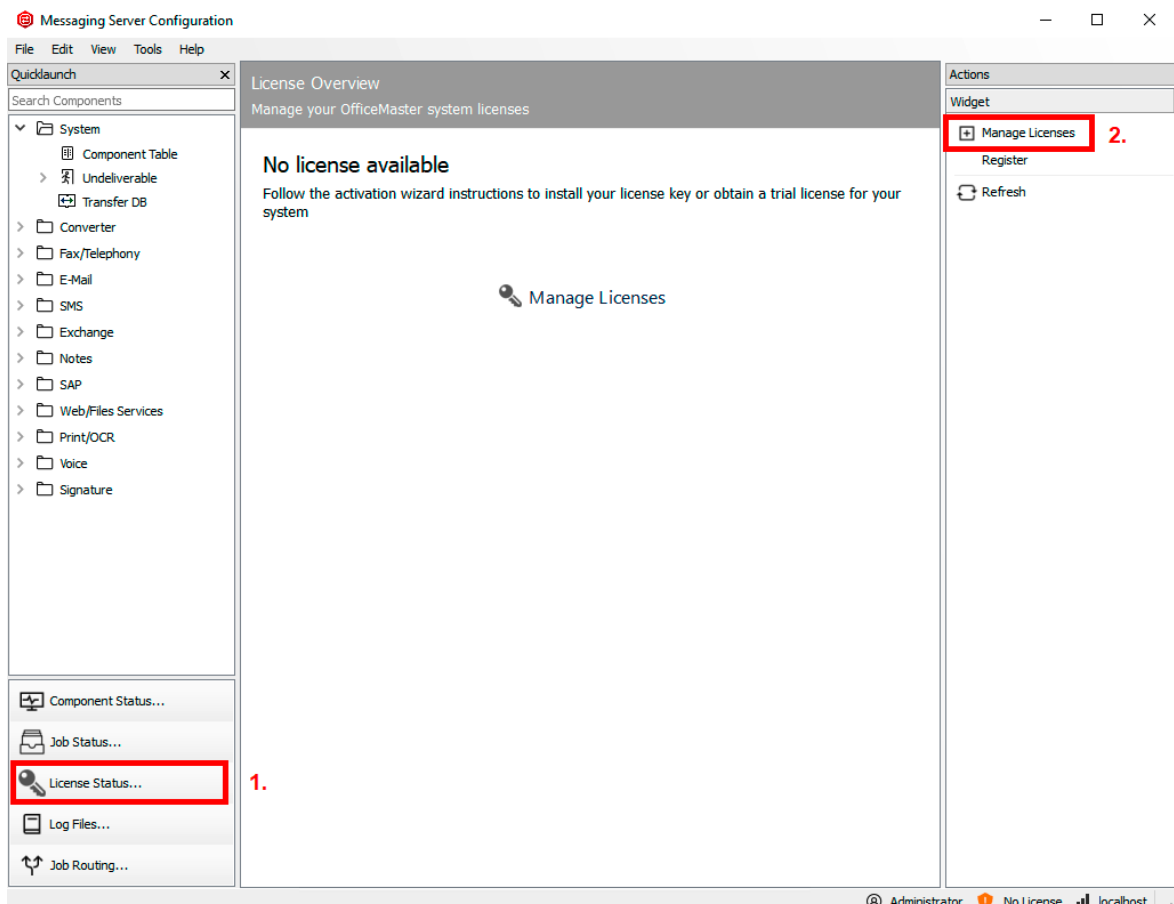 Messaging Server Configuration
File Edit View Tools Help
Quicklaunch
Search Components
System
Component Table
Undeliverable
Transfer DB
Converter
Fax/Telephony
E-Mail
SMS
Exchange
Notes
SAP
Web/Files Services
Print/OCR
Voice
Signature
Component Status...
Job Status...
License Status...
1.
Log Files...
Job Routing...
License Overview
Manage your OfficeMaster system licenses
No license available
Follow the activation wizard instructions to install your license key or obtain a trial license for your
system
Manage Licenses
Actions
Widget
Manage Licenses
2.
Register
Refresh
Administrator No License localhost